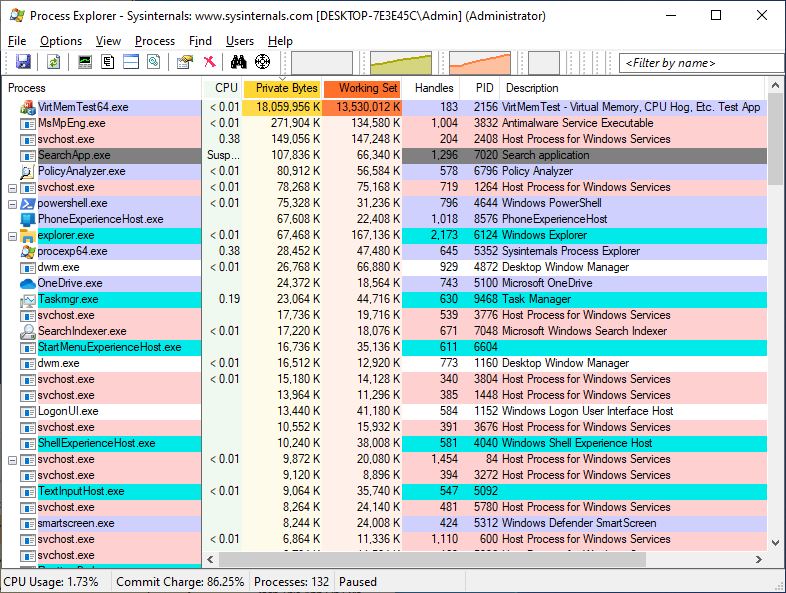 Process Explorer - Sysinternals: www.sysinternals.com [DESKTOP-7E3E45C\Admin] (Administrator)
File Options View Process Find Users Help
<Filter by name>
Process CPU Private Bytes Working Set Handles PID Description
VirtMemTest64.exe < 0.01 18,059,956 K 13,530,012 K 183 2156 VirtMemTest - Virtual Memory, CPU Hog, Etc. Test App
MsMpEng.exe < 0.01 271,904 K 134,580 K 1,004 3832 Antimalware Service Executable
svchost.exe 0.38 149,056 K 147,248 K 204 2408 Host Process for Windows Services
SearchApp.exe Susp... 107,836 K 66,340 K 1,296 7020 Search application
PolicyAnalyzer.exe < 0.01 80,912 K 56,584 K 578 6796 Policy Analyzer
svchost.exe < 0.01 78,268 K 75,168 K 719 1264 Host Process for Windows Services
powershell.exe < 0.01 75,328 K 31,236 K 796 4644 Windows PowerShell
PhoneExperienceHost.exe 67,608 K 22,408 K 1,018 8576 PhoneExperienceHost
explorer.exe < 0.01 67,468 K 167,136 K 2,173 6124 Windows Explorer
procexp64.exe 0.38 28,452 K 47,480 K 645 5352 Sysinternals Process Explorer
dwm.exe < 0.01 26,768 K 66,880 K 929 4872 Desktop Window Manager
OneDrive.exe 24,372 K 18,564 K 743 5100 Microsoft OneDrive
Taskmgr.exe 0.19 23,064 K 44,716 K 630 9468 Task Manager
svchost.exe 17,736 K 19,716 K 539 3776 Host Process for Windows Services
SearchIndexer.exe < 0.01 17,220 K 18,076 K 671 7048 Microsoft Windows Search Indexer
StartMenuExperienceHost.exe 16,736 K 35,136 K 611 6604
dwm.exe < 0.01 16,512 K 12,920 K 773 1160 Desktop Window Manager
svchost.exe < 0.01 15,180 K 14,128 K 340 3804 Host Process for Windows Services
svchost.exe 13,964 K 11,296 K 385 1448 Host Process for Windows Services
LogonUI.exe 13,440 K 41,180 K 584 1152 Windows Logon User Interface Host
svchost.exe 10,552 K 15,932 K 391 3676 Host Process for Windows Services
ShellExperienceHost.exe 10,240 K 38,008 K 581 4040 Windows Shell Experience Host
svchost.exe < 0.01 9,872 K 20,080 K 1,454 84 Host Process for Windows Services
svchost.exe 9,120 K 8,896 K 394 3272 Host Process for Windows Services
TextInputHost.exe < 0.01 9,064 K 35,740 K 547 5092
svchost.exe 8,264 K 24,140 K 481 5780 Host Process for Windows Services
smartscreen.exe 8,244 K 24,008 K 424 5312 Windows Defender SmartScreen
svchost.exe < 0.01 6,864 K 11,336 K 1,110 600 Host Process for Windows Services
svchost.exe
CPU Usage: 1.73% Commit Charge: 86.25% Processes: 132 Paused